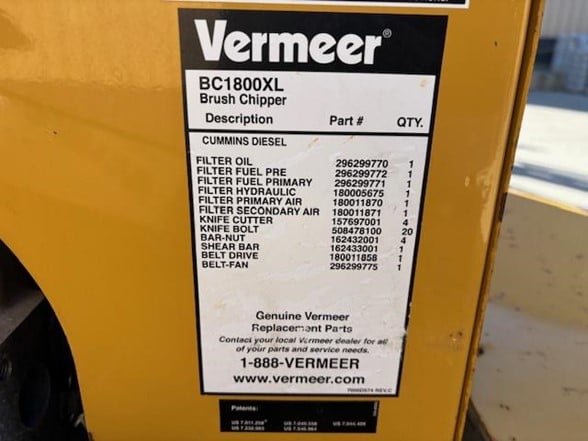 Vermeer®
BC1800XL
Brush Chipper
Description Part # QTY.
CUMMINS DIESEL
FILTER OIL 296299770 1
FILTER FUEL PRE 296299772 1
FILTER FUEL PRIMARY 296299771 1
FILTER HYDRAULIC 180005675 1
FILTER PRIMARY AIR 180011870 1
FILTER SECONDARY AIR 180011871 1
KNIFE CUTTER 157697001 4
KNIFE BOLT 508478100 20
BAR-NUT 162432001 4
SHEAR BAR 162433001 1
BELT DRIVE 180011858 1
BELT-FAN 296299775 1
Genuine Vermeer
Replacement Parts
Contact your local Vermeer dealer for all
of your parts and service needs.
1-888-VERMEER
www.vermeer.com
Patents: